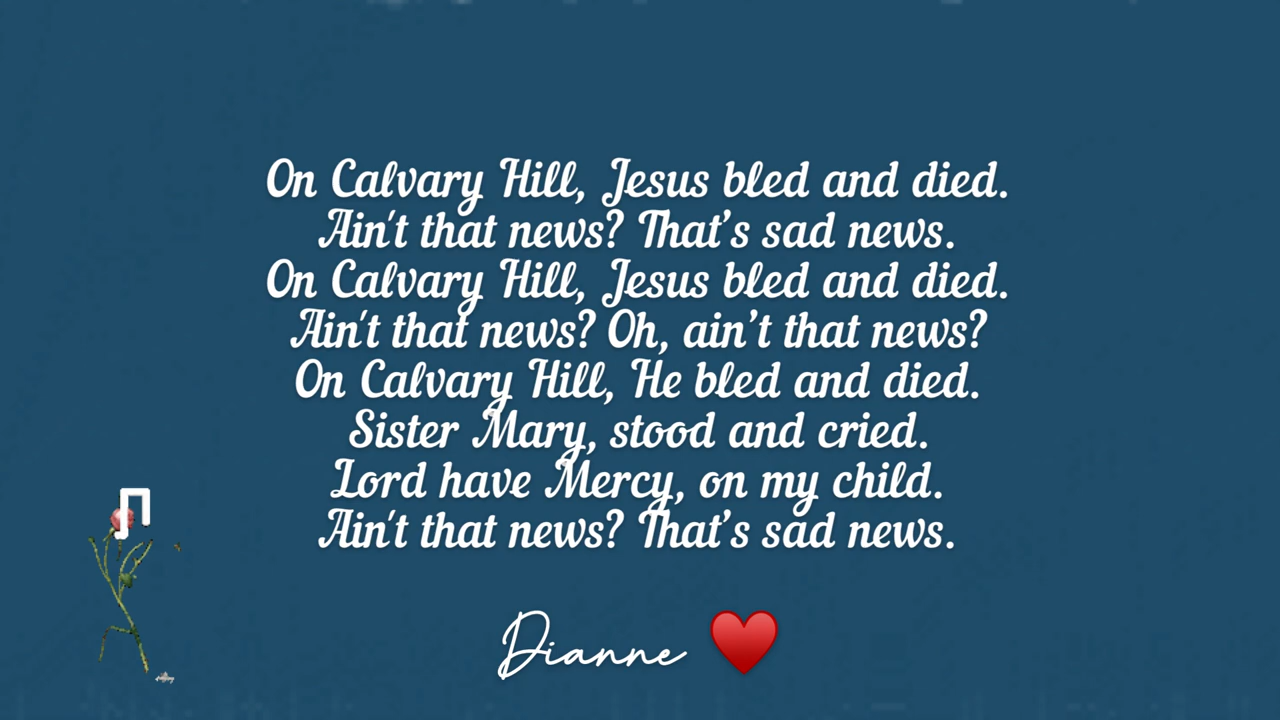 On Calvary Hill, Jesus bled and died.
Ain't that news? That’s sad news.
On Calvary Hill, Jesus bled and died.
Ain't that news? Oh, ain’t that news?
On Calvary Hill, He bled and died.
Sister Mary, stood and cried.
Lord have Mercy, on my child.
Ain't that news? That’s sad news.
Dianne ♥️